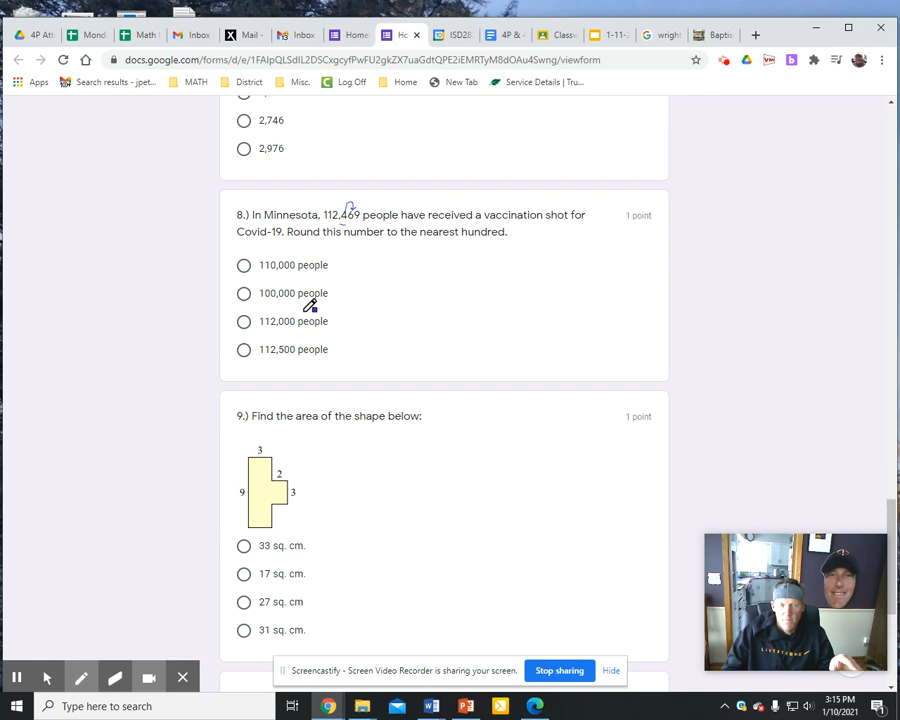 4P Att
Mond
Math
Inbox
Mail -
Inbox
Home
Ho
ISD28
4P & 4
Classw
1-11-
wright
Baptis
docs.google.com/forms/d/e/1FAIpQLSdIL2DSCxgcyfPwFU2gkZX7uaGdtQPE2iEMRTyM8dOAu4Swng/viewform
Apps
Search results - jpet...
MATH
District
Misc.
Log Off
Home
New Tab
Service Details | Tru...
2,746
2,976
8.) In Minnesota, 112,469 people have received a vaccination shot for 1 point
Covid-19. Round this number to the nearest hundred.
110,000 people
100,000 people
112,000 people
112,500 people
9.) Find the area of the shape below: 1 point
3
2
9 3
33 sq. cm.
17 sq. cm.
27 sq. cm
31 sq. cm.
LIVESTRONG
Screencastify - Screen Video Recorder is sharing your screen. Stop sharing Hide
Type here to search
3:15 PM
1/10/2021